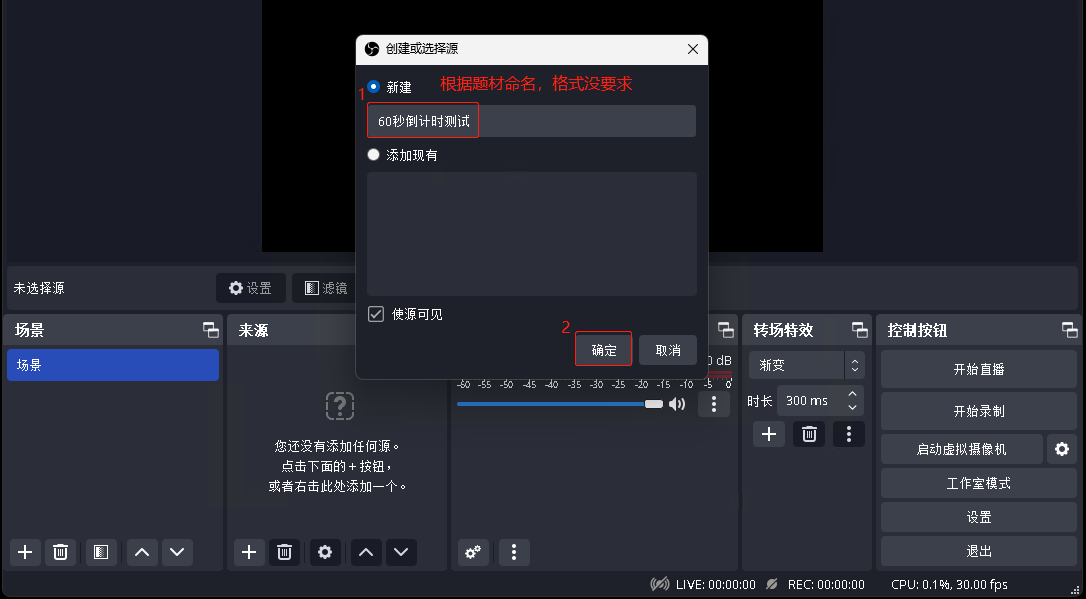 创建或选择源
1 新建
根据题材命名，格式没要求
60秒倒计时测试
添加现有
使源可见
2
确定
取消
未选择源
设置
滤镜
场景
来源
转场特效
控制按钮
场景
0 dB
-60 -55 -50 -45 -40 -35 -30 -25 -20 -15 -10 -5 0
渐变
时长 300 ms
您还没有添加任何源。
点击下面的 + 按钮，
或者右击此处添加一个。
开始直播
开始录制
启动虚拟摄像机
工作室模式
设置
退出
LIVE: 00:00:00
REC: 00:00:00
CPU: 0.1%, 30.00 fps